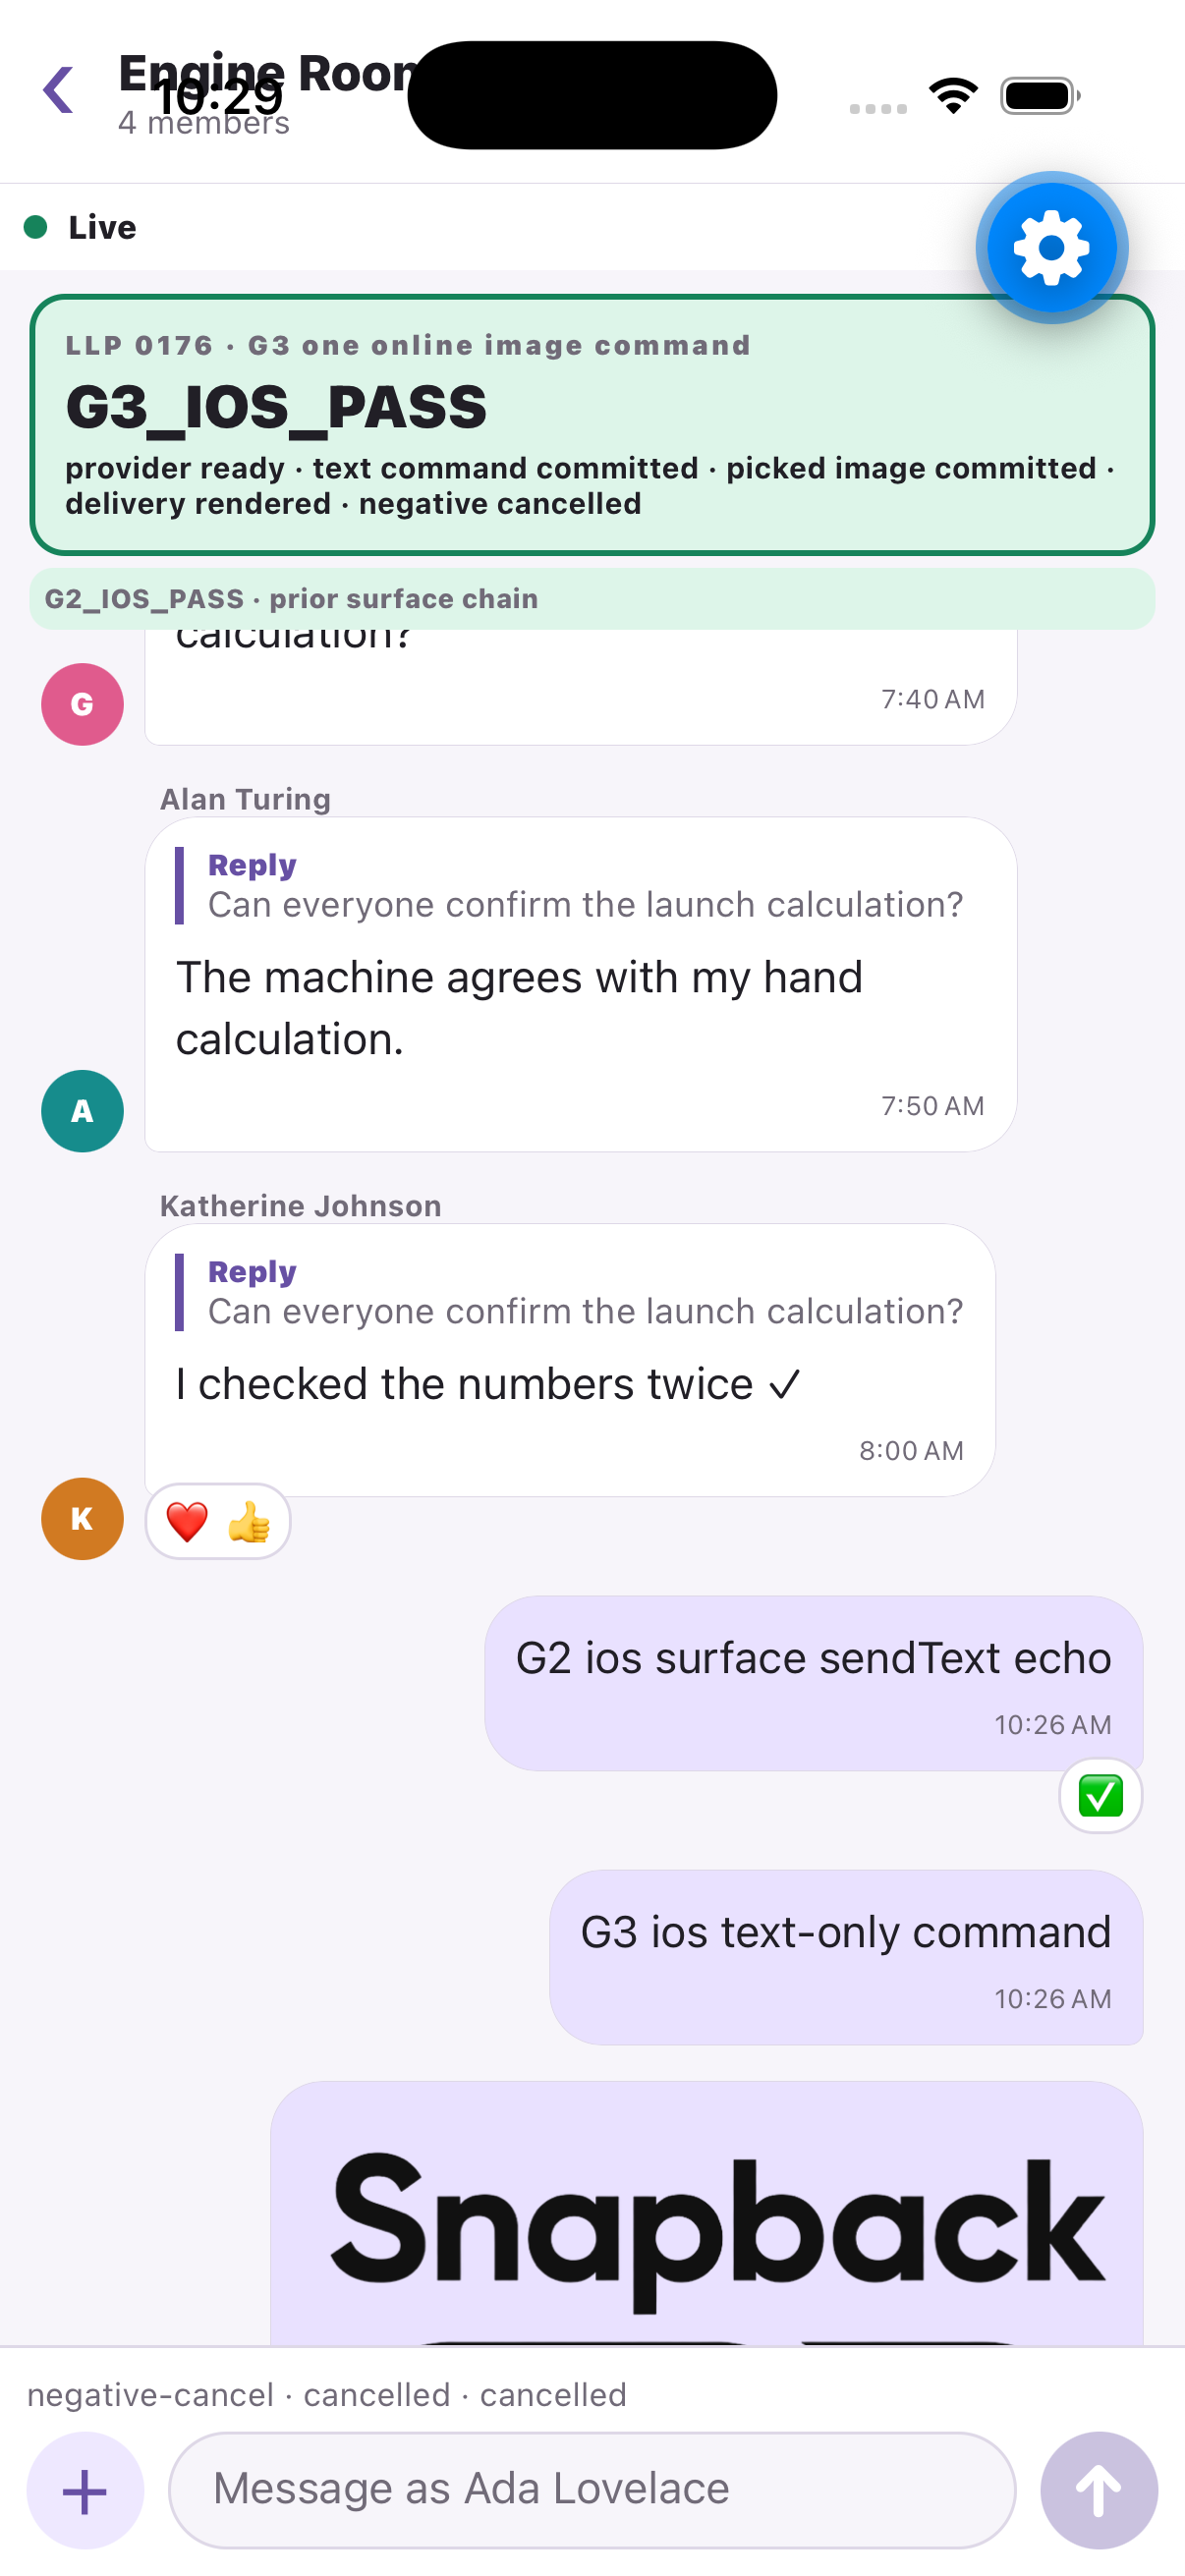 Engine Room
10:29
4 members
Live
LLP 0176 · G3 one online image command
G3_IOS_PASS
provider ready · text command committed · picked image committed ·
delivery rendered · negative cancelled
G2_IOS_PASS · prior surface chain
calculation?
G
7:40 AM
Alan Turing
Reply
Can everyone confirm the launch calculation?
The machine agrees with my hand
calculation.
A
7:50 AM
Katherine Johnson
Reply
Can everyone confirm the launch calculation?
I checked the numbers twice ✓
8:00 AM
K
❤️ 👍
G2 ios surface sendText echo
10:26 AM
✅
G3 ios text-only command
10:26 AM
Snapback
negative-cancel · cancelled · cancelled
Message as Ada Lovelace